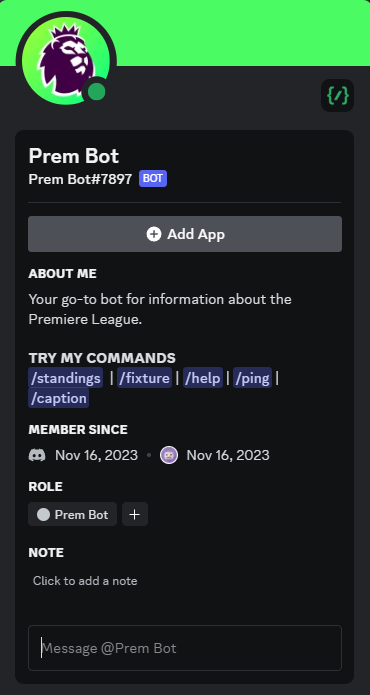 Prem Bot
Prem Bot#7897 BOT
Add App
ABOUT ME
Your go-to bot for information about the
Premiere League.
TRY MY COMMANDS
/standings | /fixture | /help | /ping |
/caption
MEMBER SINCE
Nov 16, 2023 • Nov 16, 2023
ROLE
Prem Bot +
NOTE
Click to add a note
Message @Prem Bot